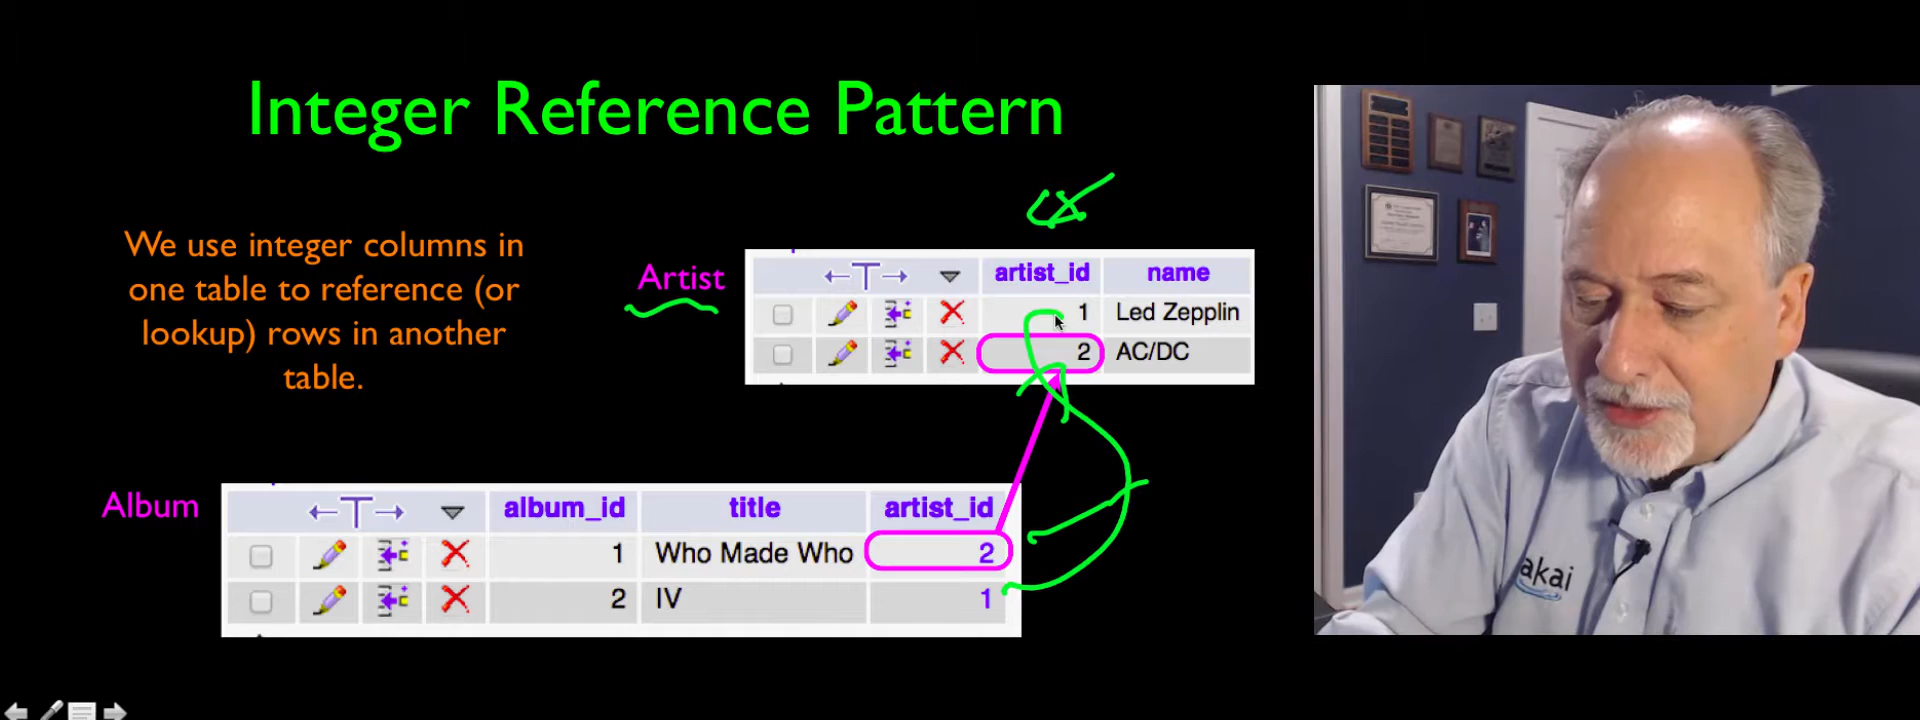 Integer Reference Pattern
We use integer columns in
one table to reference (or
lookup) rows in another
table.
Artist
artist_id name
1 Led Zepplin
2 AC/DC
Album
album_id title artist_id
1 Who Made Who 2
2 IV 1
akai